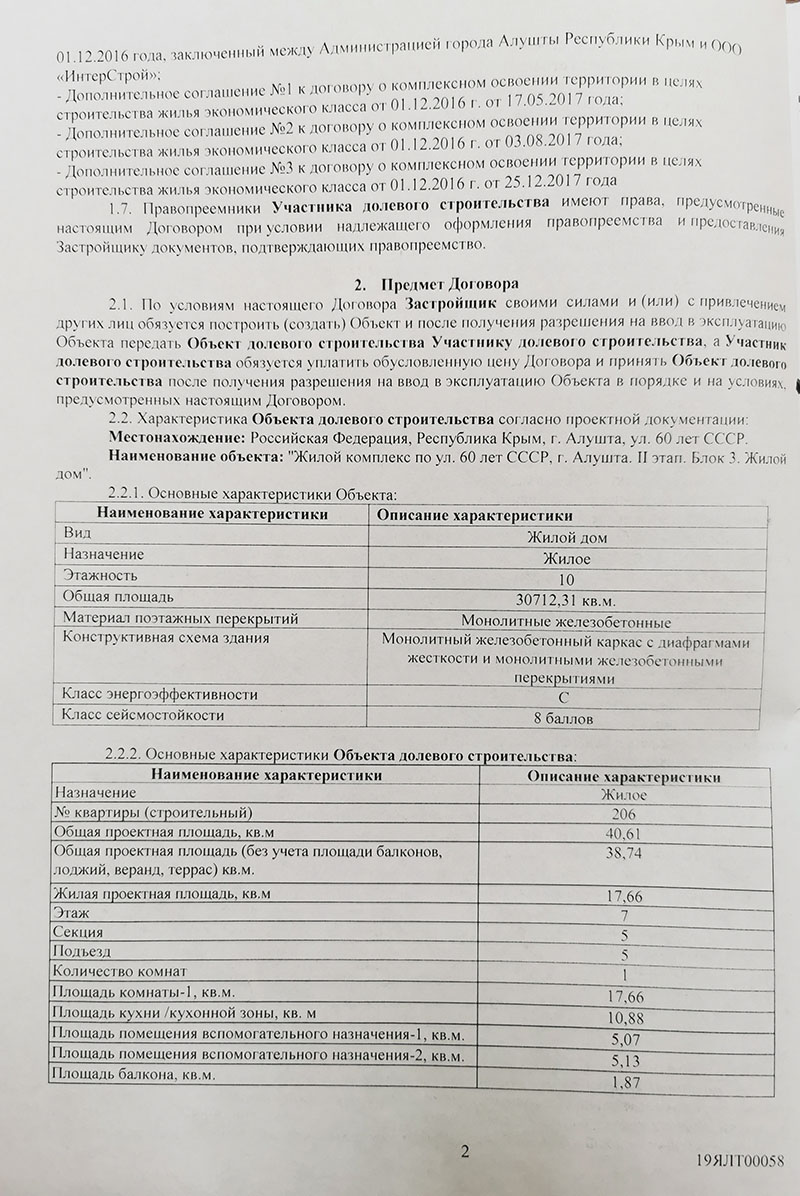 01.12.2016 года, заключенный между Администрацией города Алушты Республики Крым и ООО
«ИнтерСтрой»;
- Дополнительное соглашение №1 к договору о комплексном освоении территории в целях
строительства жилья экономического класса от 01.12.2016 г. от 17.05.2017 года;
- Дополнительное соглашение №2 к договору о комплексном освоении территории в целях
строительства жилья экономического класса от 01.12.2016 г. от 03.08.2017 года;
- Дополнительное соглашение №3 к договору о комплексном освоении территории в целях
строительства жилья экономического класса от 01.12.2016 г. от 25.12.2017 года
1.7. Правопреемники Участника долевого строительства имеют права, предусмотренные
настоящим Договором при условии надлежащего оформления правопреемства и предоставления
Застройщику документов, подтверждающих правопреемство.
2. Предмет Договора
2.1. По условиям настоящего Договора Застройщик своими силами и (или) с привлечением
других лиц обязуется построить (создать) Объект и после получения разрешения на ввод в эксплуатацию
Объекта передать Объект долевого строительства Участнику долевого строительства, а Участник
долевого строительства обязуется уплатить обусловленную цену Договора и принять Объект долевого
строительства после получения разрешения на ввод в эксплуатацию Объекта в порядке и на условиях,
предусмотренных настоящим Договором.
2.2. Характеристика Объекта долевого строительства согласно проектной документации:
Местонахождение: Российская Федерация, Республика Крым, г. Алушта, ул. 60 лет СССР.
Наименование объекта: "Жилой комплекс по ул. 60 лет СССР, г. Алушта. II этап. Блок 3. Жилой
дом".
2.2.1. Основные характеристики Объекта:
Наименование характеристики Описание характеристики
Вид Жилой дом
Назначение Жилое
Этажность 10
Общая площадь 30712,31 кв.м.
Материал поэтажных перекрытий Монолитные железобетонные
Конструктивная схема здания Монолитный железобетонный каркас с диафрагмами
жесткости и монолитными железобетонными
перекрытиями
Класс энергоэффективности С
Класс сейсмостойкости 8 баллов
2.2.2. Основные характеристики Объекта долевого строительства:
Наименование характеристики Описание характеристики
Назначение Жилое
№ квартиры (строительный) 206
Общая проектная площадь, кв.м 40,61
Общая проектная площадь (без учета площади балконов, 38,74
лоджий, веранд, террас) кв.м.
Жилая проектная площадь, кв.м 17,66
Этаж 7
Секция 5
Подъезд 5
Количество комнат 1
Площадь комнаты-1, кв.м. 17,66
Площадь кухни /кухонной зоны, кв. м 10,88
Площадь помещения вспомогательного назначения-1, кв.м. 5,07
Площадь помещения вспомогательного назначения-2, кв.м. 5,13
Площадь балкона, кв.м. 1,87
2
19ЯЛТ00058